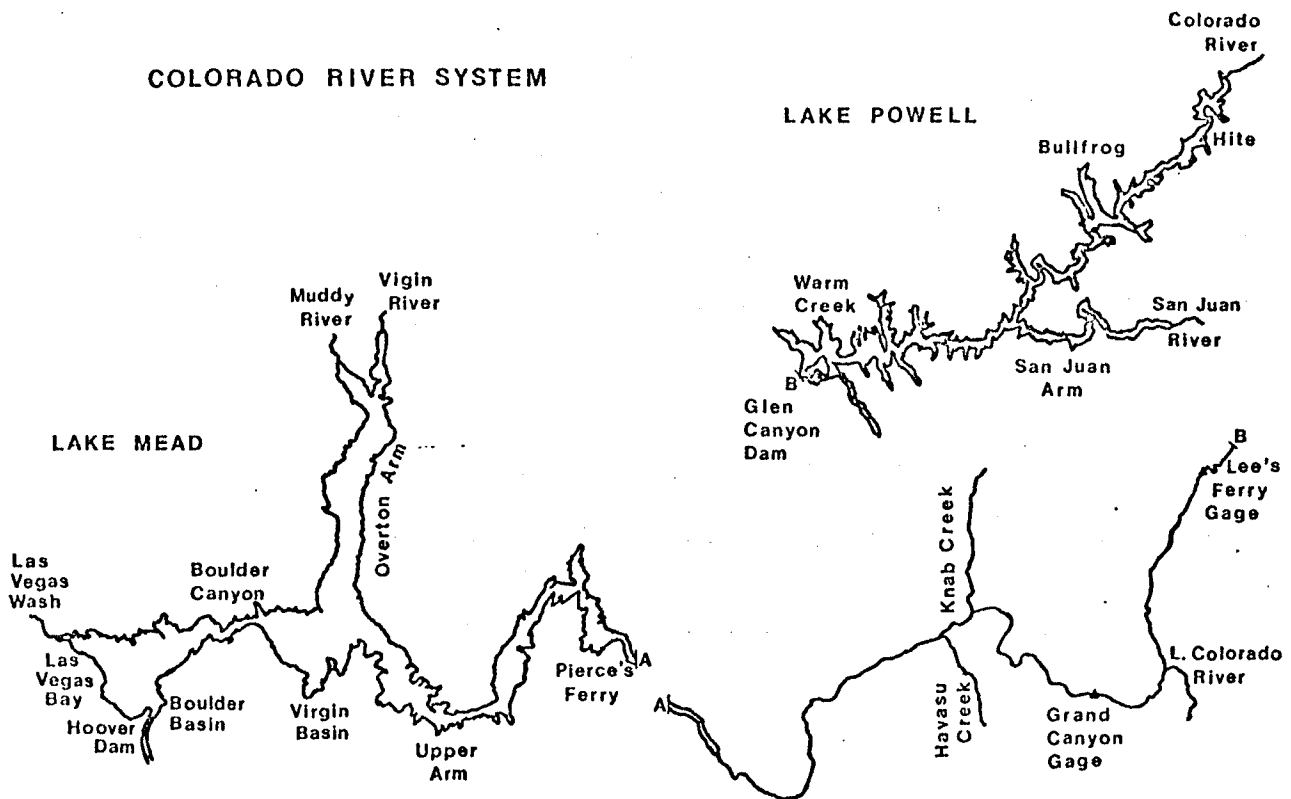 COLORADO RIVER SYSTEM
Colorado
River
LAKE POWELL
Hite
Bullfrog
Warm
Creek
San Juan
River
San Juan
Arm
B
Glen
Canyon
Dam
Muddy
River
Vigin
River
LAKE MEAD
Overton Arm
Las
Vegas
Wash
Boulder
Canyon
Las
Vegas
Bay
Hoover
Dam
Boulder
Basin
Virgin
Basin
Upper
Arm
Pierce's
Ferry
A
A
Knab Creek
Havasu
Creek
Grand
Canyon
Gage
L. Colorado
River
B
Lee's
Ferry
Gage